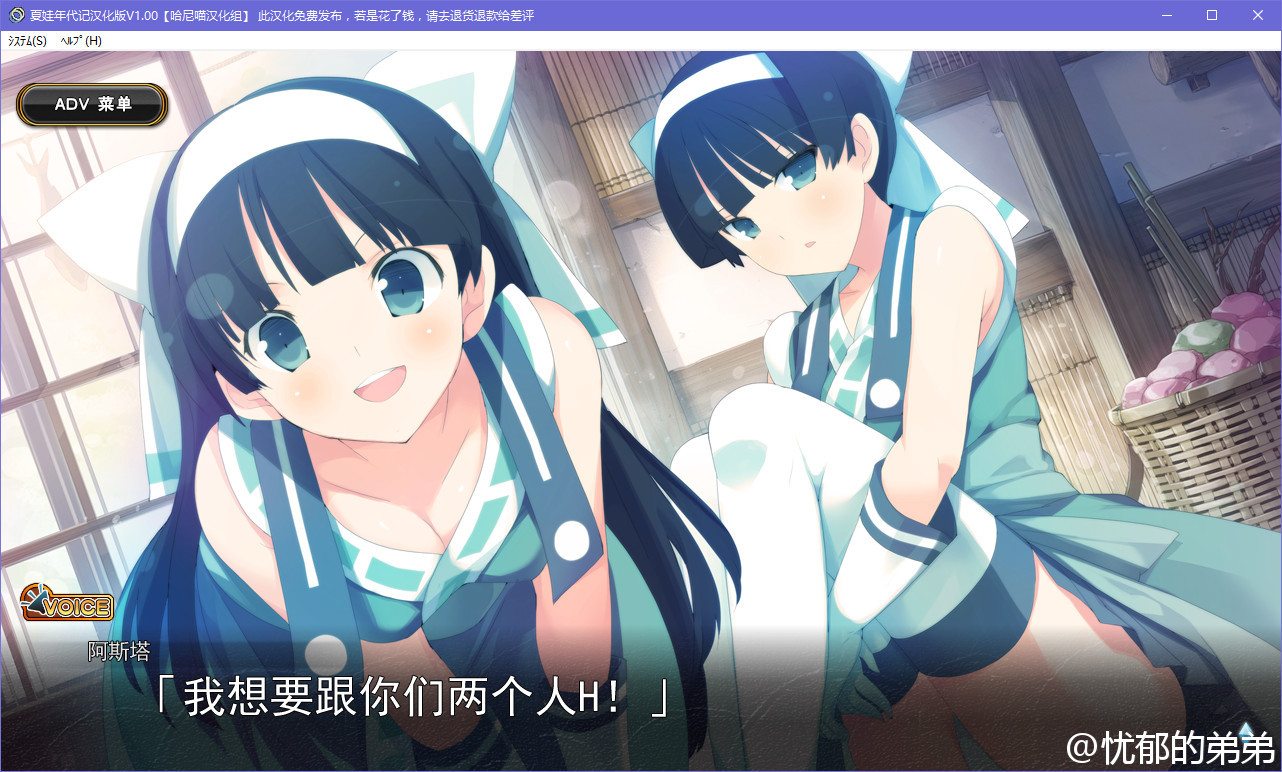 夏娃年代记汉化版V1.00【哈尼喵汉化组】 此汉化免费发布，若是花了钱，请去退货退款给差评
ｼｽﾃﾑ(S) ﾍﾙﾌﾟ(H)
ADV 菜单
VOICE
阿斯塔
「我想要跟你们两个人H！」
@忧郁的弟弟